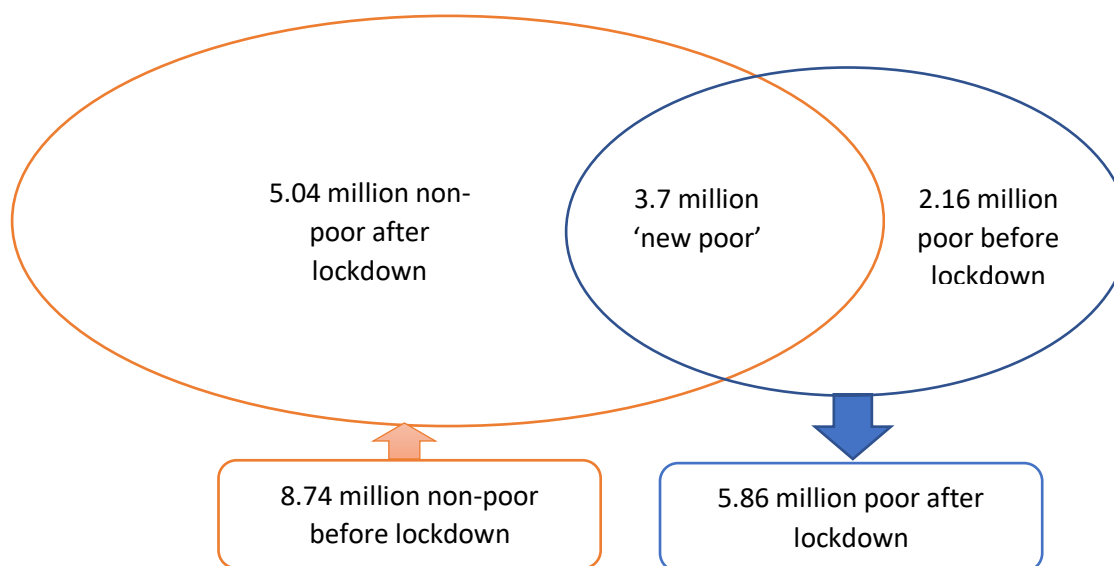 5.04 million non-
poor after
lockdown
3.7 million
‘new poor’
2.16 million
poor before
lockdown
8.74 million non-poor
before lockdown
5.86 million poor after
lockdown